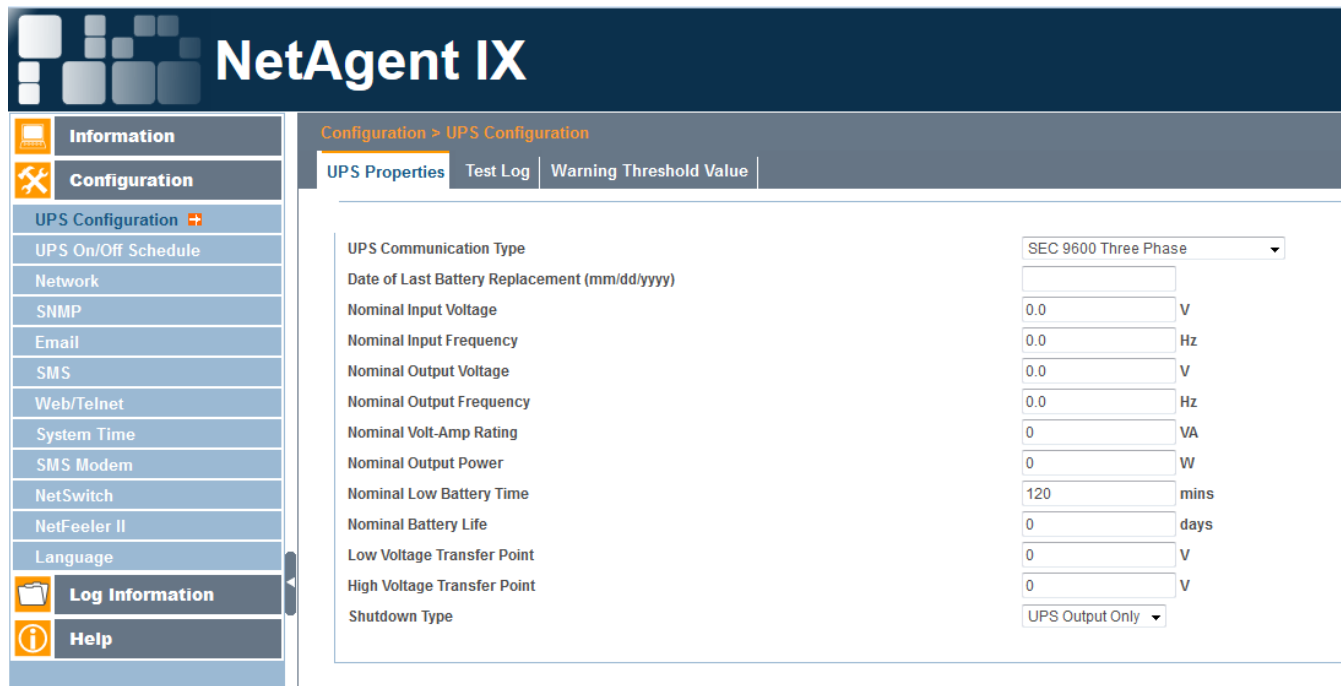 NetAgent IX
Information
Configuration
UPS Configuration
UPS On/Off Schedule
Network
SNMP
Email
SMS
Web/Telnet
System Time
SMS Modem
NetSwitch
NetFeeler II
Language
Log Information
Help
Configuration > UPS Configuration
UPS Properties Test Log Warning Threshold Value
UPS Communication Type SEC 9600 Three Phase
Date of Last Battery Replacement (mm/dd/yyyy)
Nominal Input Voltage 0.0 V
Nominal Input Frequency 0.0 Hz
Nominal Output Voltage 0.0 V
Nominal Output Frequency 0.0 Hz
Nominal Volt-Amp Rating 0 VA
Nominal Output Power 0 W
Nominal Low Battery Time 120 mins
Nominal Battery Life 0 days
Low Voltage Transfer Point 0 V
High Voltage Transfer Point 0 V
Shutdown Type UPS Output Only